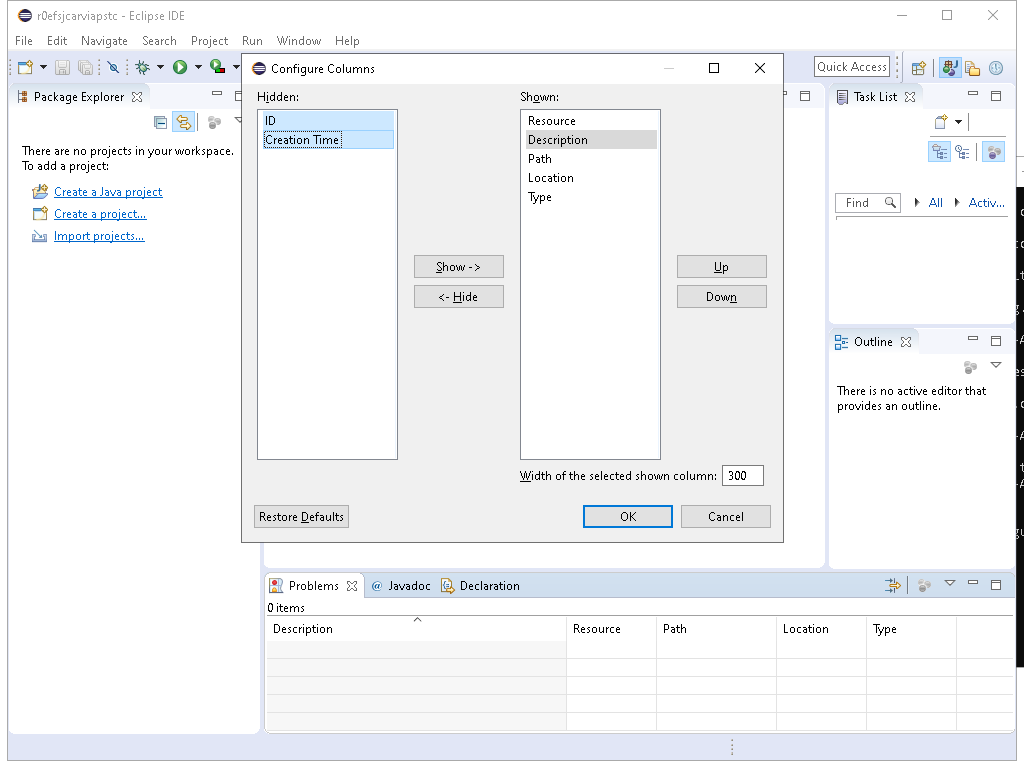 r0efsjcarviapstc - Eclipse IDE
File Edit Navigate Search Project Run Window Help
Quick Access
Package Explorer
There are no projects in your workspace.
To add a project:
Create a Java project
Create a project...
Import projects...
Configure Columns
Hidden:
ID
Creation Time
Show ->
<- Hide
Shown:
Resource
Description
Path
Location
Type
Up
Down
Width of the selected shown column: 300
Restore Defaults
OK
Cancel
Task List
Find
All
Activ...
Outline
There is no active editor that
provides an outline.
Problems
@ Javadoc
Declaration
0 items
Description Resource Path Location Type